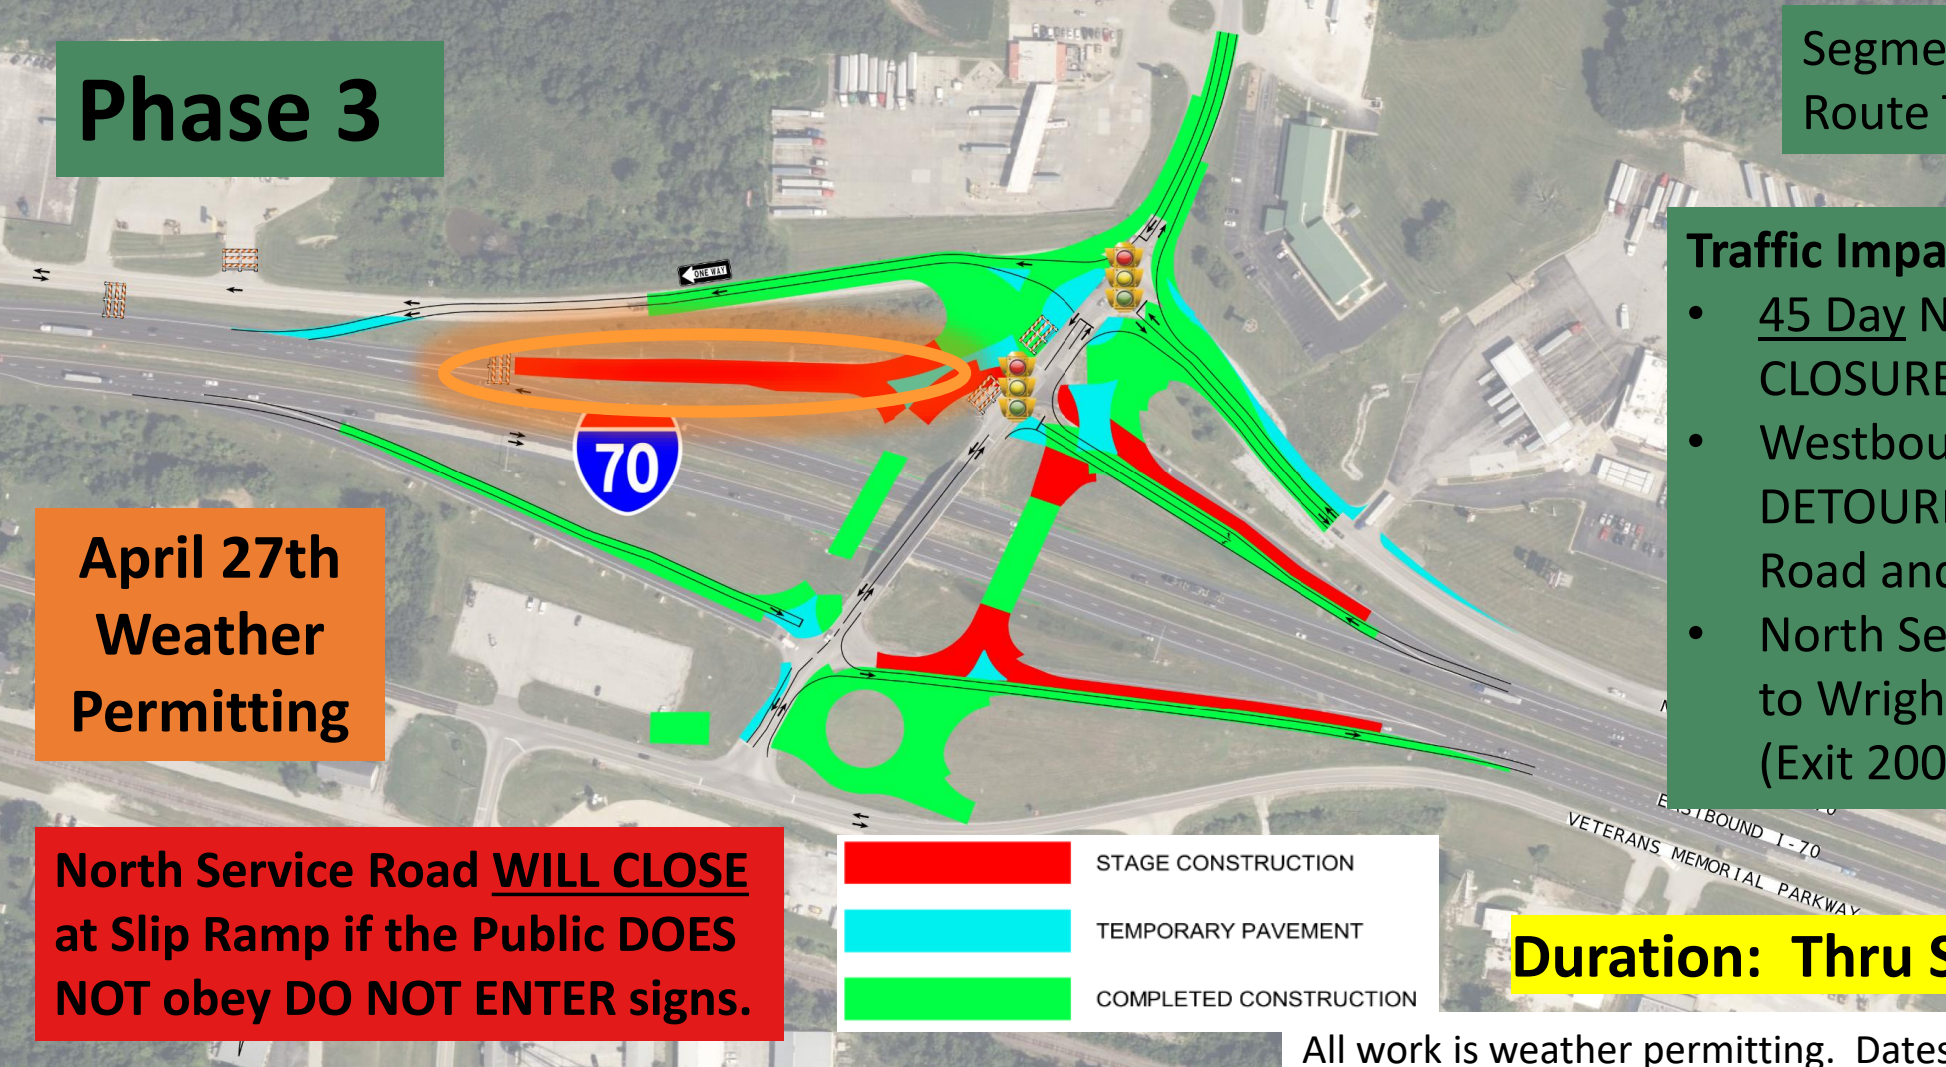 Phase 3
Segme
Route
ONE WAY
Traffic Impa
• 45 Day N
CLOSURE
• Westbou
DETOUR
Road and
• North Se
to Wrigh
(Exit 200
70
April 27th
Weather
Permitting
North Service Road WILL CLOSE
at Slip Ramp if the Public DOES
NOT obey DO NOT ENTER signs.
STAGE CONSTRUCTION
TEMPORARY PAVEMENT
COMPLETED CONSTRUCTION
EASTBOUND I-70
VETERANS MEMORIAL PARKWAY
Duration: Thru S
All work is weather permitting. Dates